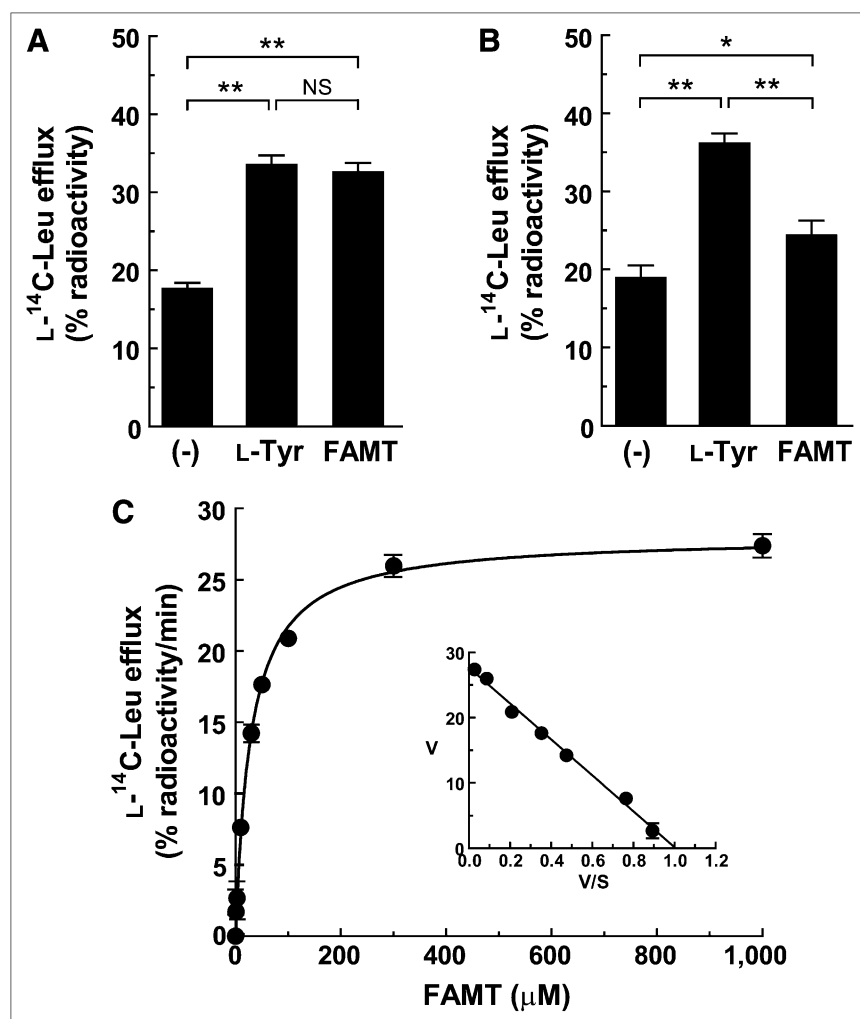 A
L-¹⁴C-Leu efflux
(% radioactivity)
50
40
30
20
10
0
**
**
NS
(-) L-Tyr FAMT
B
L-¹⁴C-Leu efflux
(% radioactivity)
50
40
30
20
10
0
*
**
**
(-) L-Tyr FAMT
C
L-¹⁴C-Leu efflux
(% radioactivity/min)
30
25
20
15
10
5
0
0 200 400 600 800 1,000
FAMT (μM)
V
30
20
10
0
0.0 0.2 0.4 0.6 0.8 1.0 1.2
V/S